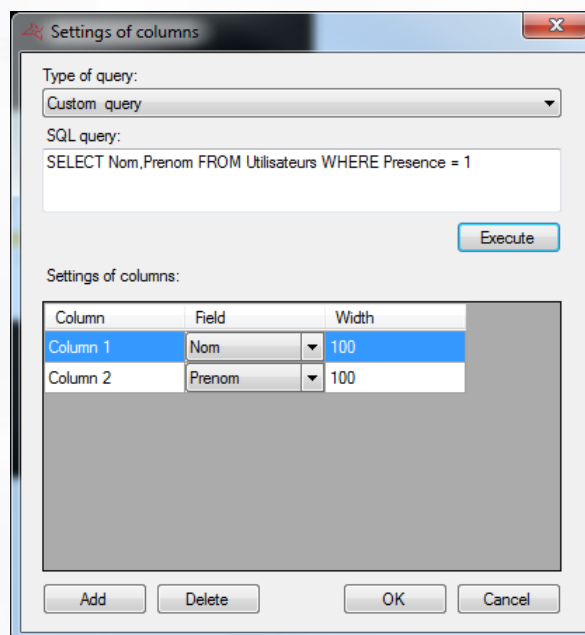 Settings of columns
Type of query:
Custom  query
SQL query:
SELECT Nom,Prenom FROM Utilisateurs WHERE Presence = 1
Execute
Settings of columns:
Column Field Width
Column 1 Nom 100
Column 2 Prenom 100
Add Delete OK Cancel